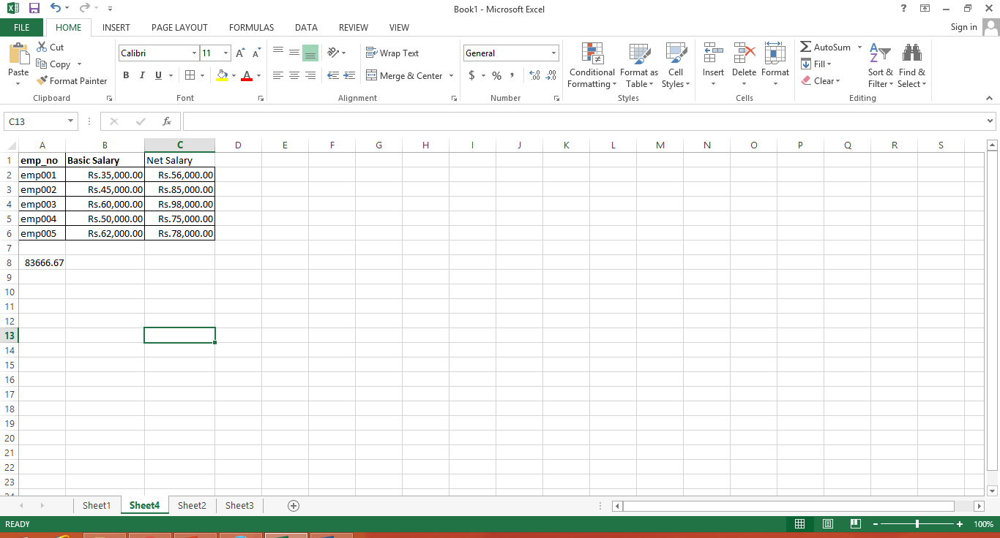 Book1 - Microsoft Excel
FILE HOME INSERT PAGE LAYOUT FORMULAS DATA REVIEW VIEW Sign in
Paste
Cut
Copy
Format Painter
Clipboard
Calibri 11
B I U
Font
Wrap Text
Merge & Center
Alignment
General
$ % ,
Number
Conditional Formatting
Format as Table
Cell Styles
Styles
Insert Delete Format
Cells
AutoSum
Fill
Clear
Sort & Filter
Find & Select
Editing
C13 fx
A B C D E F G H I J K L M N O P Q R S
1 emp_no Basic Salary Net Salary
2 emp001 Rs.35,000.00 Rs.56,000.00
3 emp002 Rs.45,000.00 Rs.85,000.00
4 emp003 Rs.60,000.00 Rs.98,000.00
5 emp004 Rs.50,000.00 Rs.75,000.00
6 emp005 Rs.62,000.00 Rs.78,000.00
7
8 83666.67
9
10
11
12
13
14
15
16
17
18
19
20
21
22
23
24
Sheet1 Sheet4 Sheet2 Sheet3
READY 100%